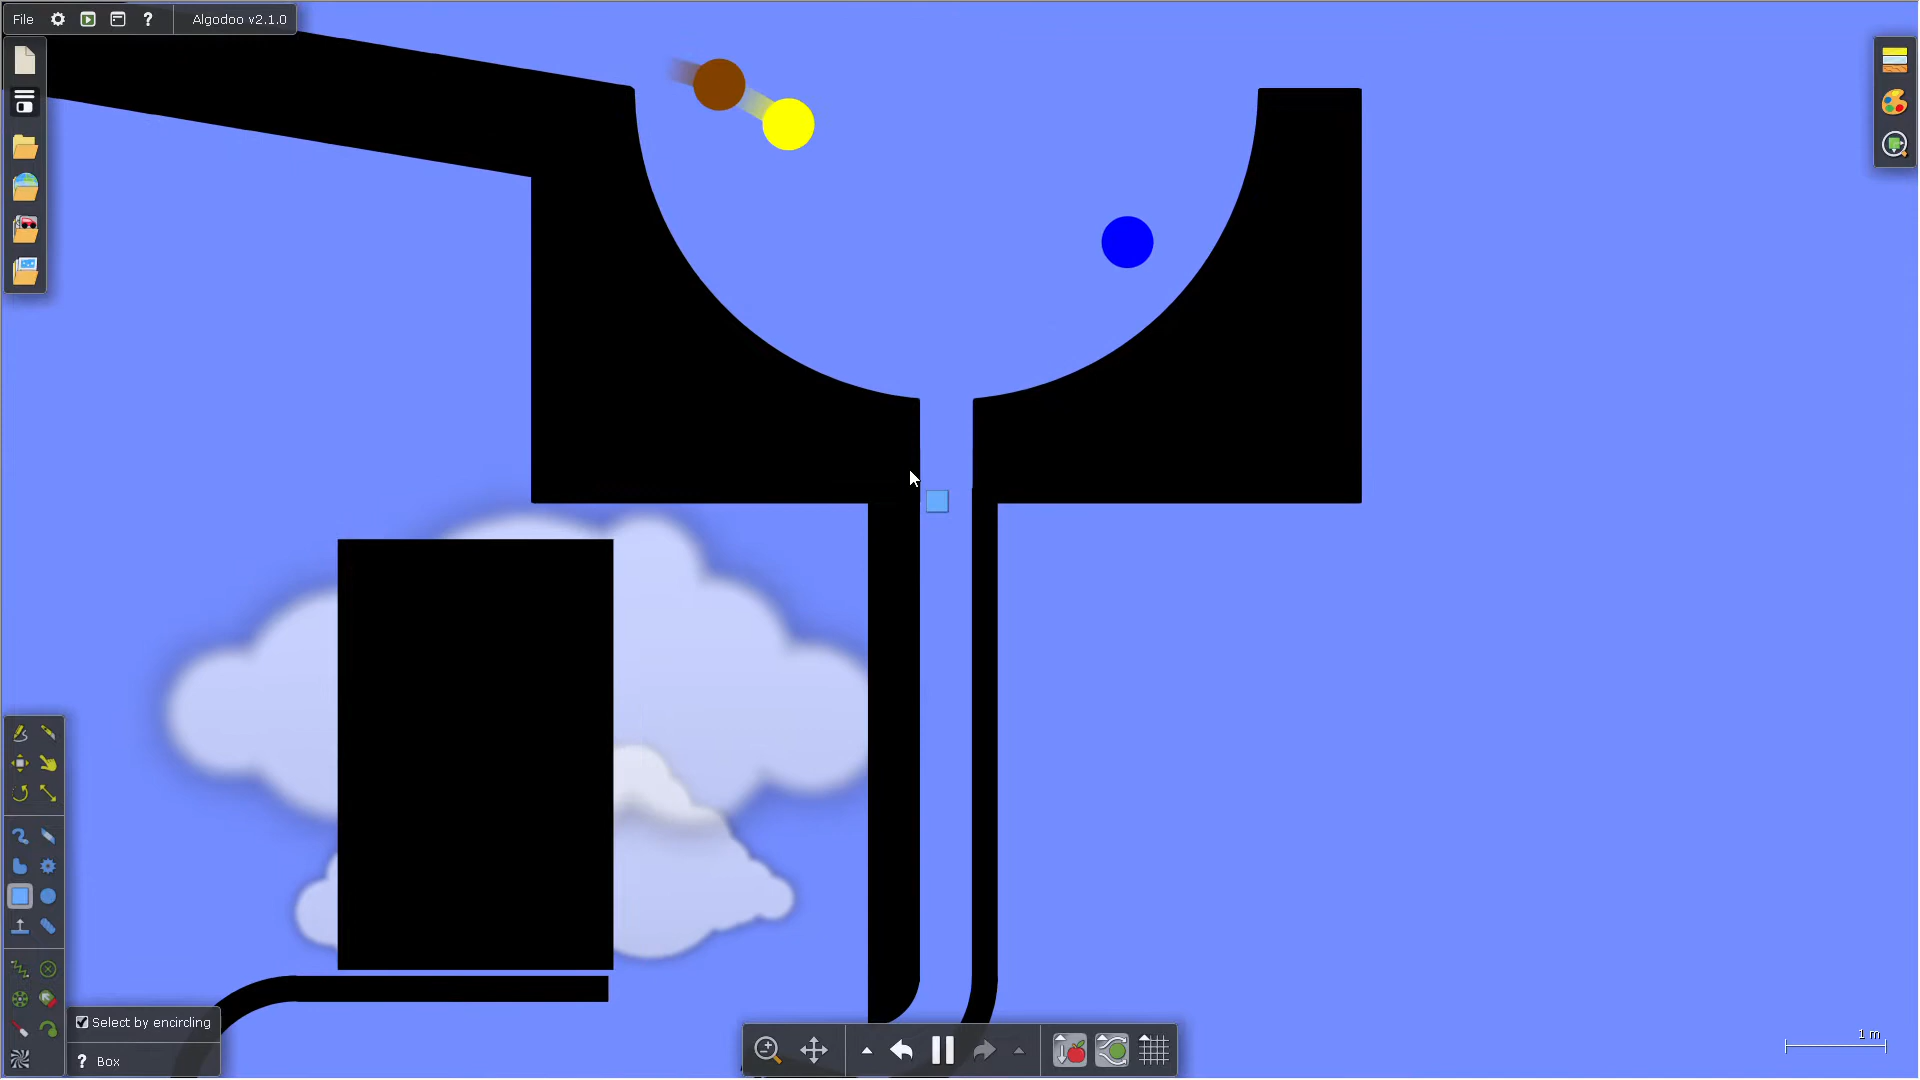 File ? Algodoo v2.1.0
Select by encircling
? Box
1 m